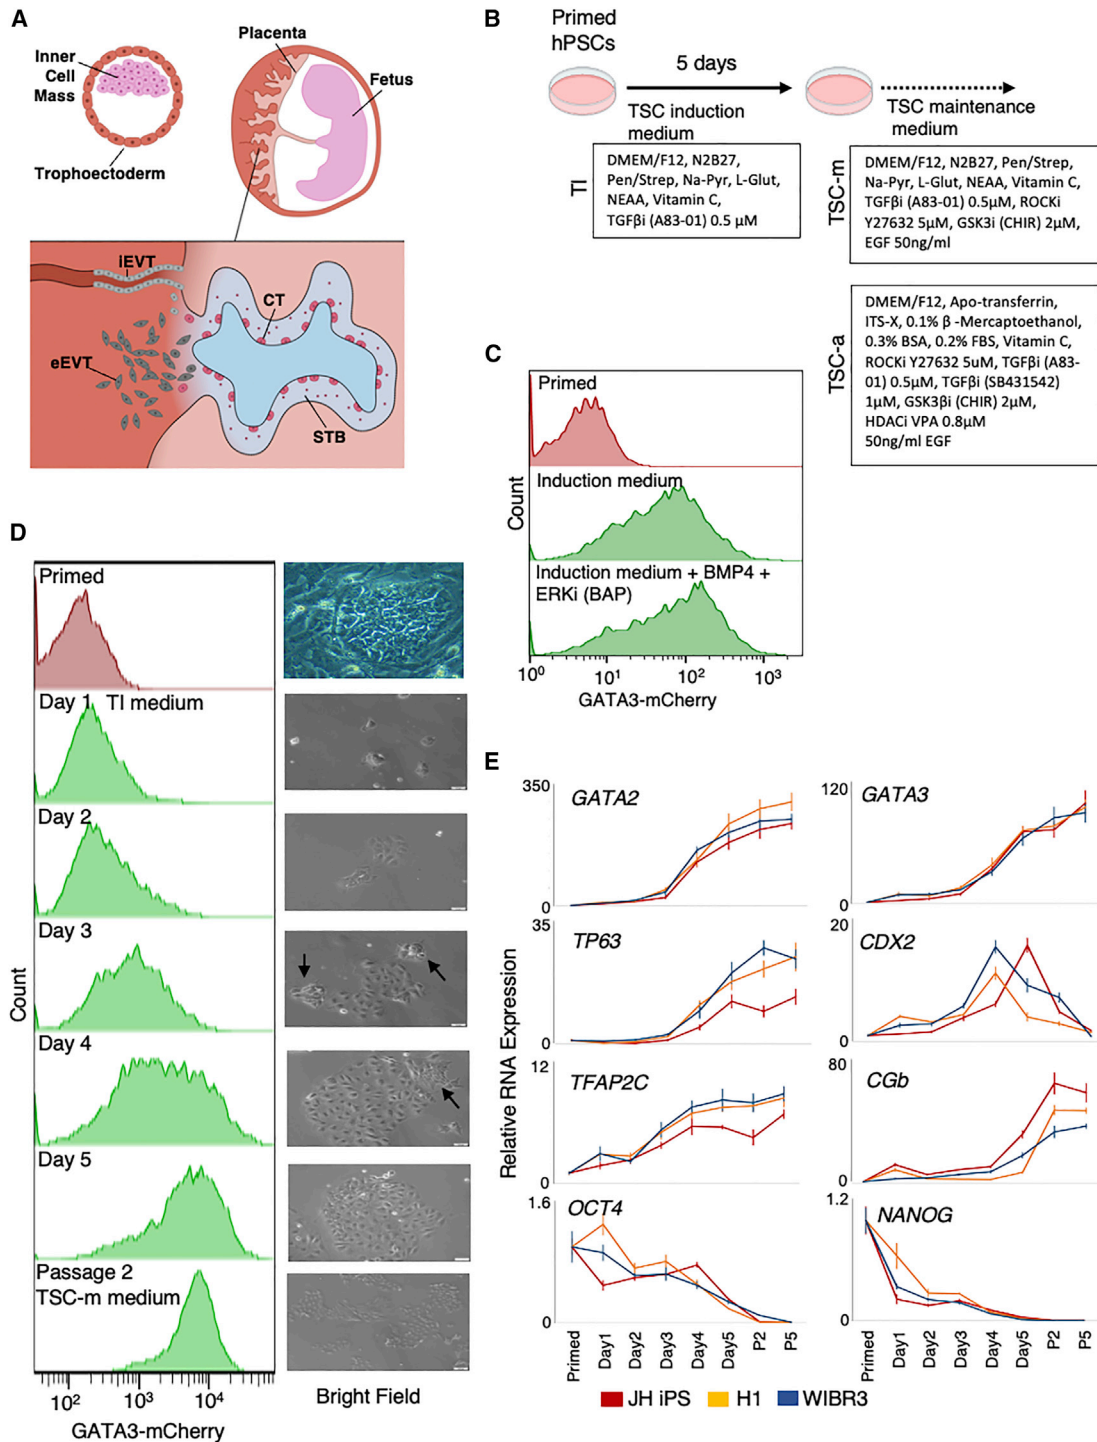 A
Inner
Cell
Mass
Trophoectoderm
Placenta
Fetus
iEVT
CT
eEVT
STB
B
Primed
hPSCs
5 days
TSC induction
medium
TSC maintenance
medium
TI
DMEM/F12, N2B27,
Pen/Strep, Na-Pyr, L-Glut,
NEAA, Vitamin C,
TGFβi (A83-01) 0.5 μM
TSC-m
DMEM/F12, N2B27, Pen/Strep,
Na-Pyr, L-Glut, NEAA, Vitamin C,
TGFβi (A83-01) 0.5μM, ROCKi
Y27632 5μM, GSK3i (CHIR) 2μM,
EGF 50ng/ml
TSC-a
DMEM/F12, Apo-transferrin,
ITS-X, 0.1% β -Mercaptoethanol,
0.3% BSA, 0.2% FBS, Vitamin C,
ROCKi Y27632 5uM, TGFβi (A83-
01) 0.5μM, TGFβi (SB431542)
1μM, GSK3βi (CHIR) 2μM,
HDACi VPA 0.8μM
50ng/ml EGF
C
Primed
Induction medium
Induction medium + BMP4 +
ERKi (BAP)
Count
10⁰ 10¹ 10² 10³
GATA3-mCherry
D
Primed
Day 1 TI medium
Day 2
Day 3
Day 4
Day 5
Passage 2
TSC-m medium
Count
10² 10³ 10⁴
GATA3-mCherry
Bright Field
E
Relative RNA Expression
350
GATA2
0
120
GATA3
0
35
TP63
0
20
CDX2
0
12
TFAP2C
0
80
CGb
0
1.6
OCT4
0
1.2
NANOG
0
Primed Day1 Day2 Day3 Day4 Day5 P2 P5
Primed Day1 Day2 Day3 Day4 Day5 P2 P5
JH iPS H1 WIBR3